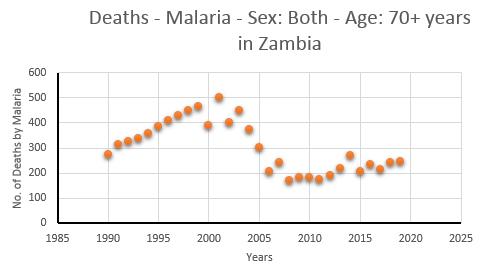 Deaths - Malaria - Sex: Both - Age: 70+ years
in Zambia
600
500
400
300
200
100
0
No. of Deaths by Malaria
1985 1990 1995 2000 2005 2010 2015 2020 2025
Years